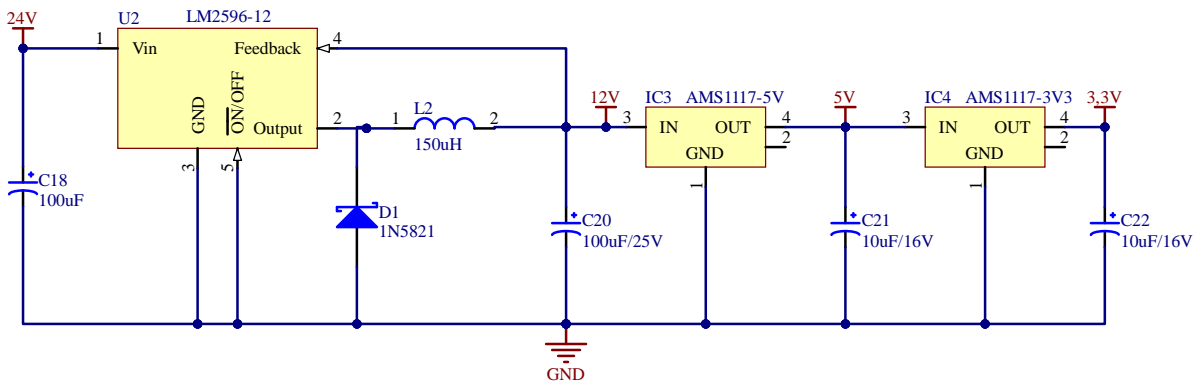 24V
U2
LM2596-12
1
Vin
Feedback
4
GND
ON/OFF
Output
2
3
5
C18
100uF
D1
1N5821
L2
1
2
150uH
C20
100uF/25V
12V
IC3
AMS1117-5V
3
IN
OUT
4
2
GND
1
5V
C21
10uF/16V
IC4
AMS1117-3V3
3
IN
OUT
4
2
GND
1
3,3V
C22
10uF/16V
GND